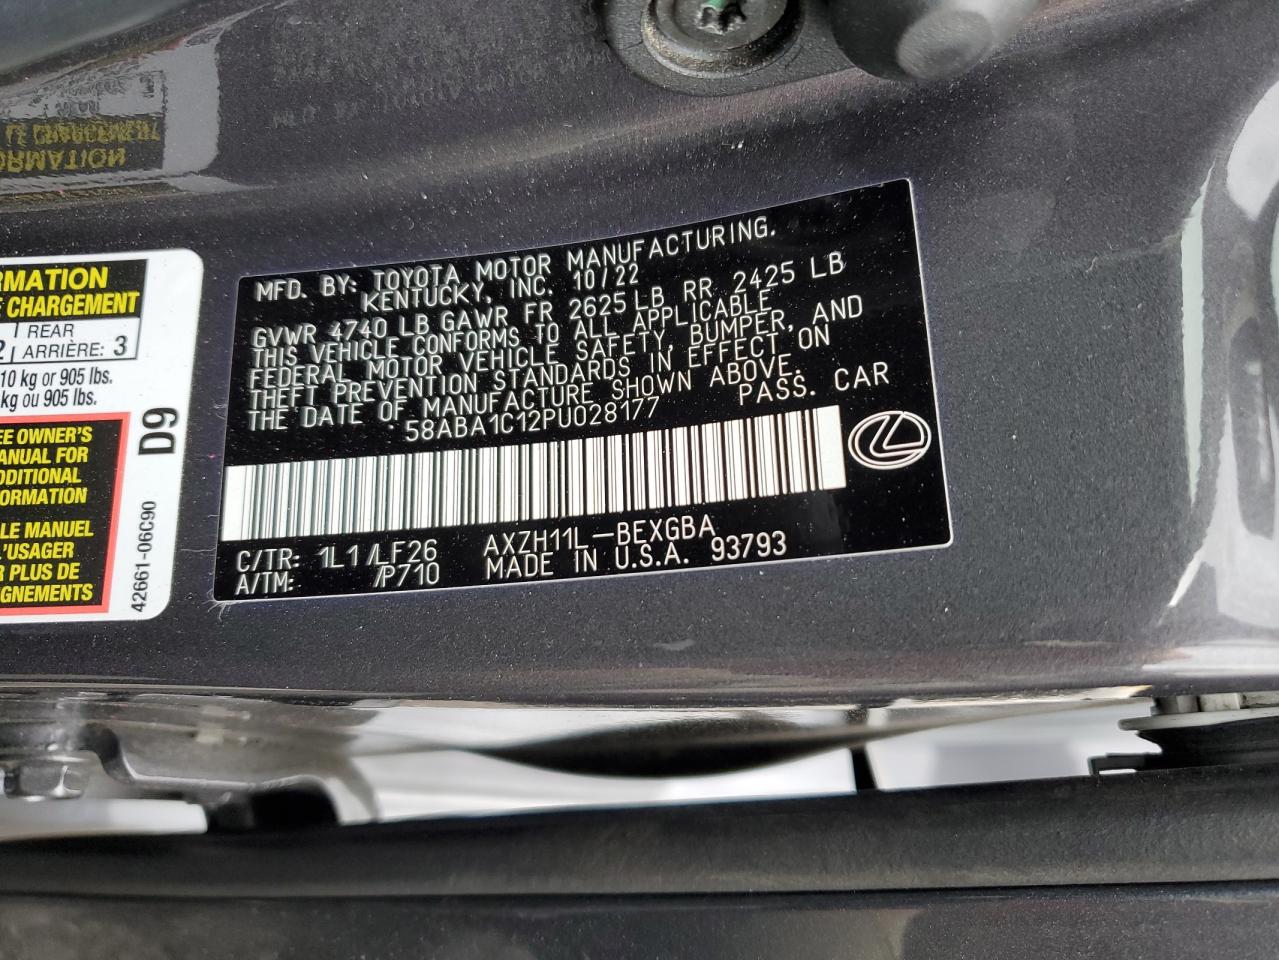 RMATION
E CHARGEMENT
2 | REAR
ARRIÈRE: 3
10 kg or 905 lbs.
kg ou 905 lbs.
EE OWNER'S
ANUAL FOR
DDITIONAL
FORMATION
LE MANUEL
L'USAGER
R PLUS DE
EIGNEMENTS
D9
42661-06C90
MFD. BY: TOYOTA MOTOR MANUFACTURING,
KENTUCKY, INC. 10/22
GVWR 4740 LB GAWR FR 2625 LB RR 2425 LB
THIS VEHICLE CONFORMS TO ALL APPLICABLE
FEDERAL MOTOR VEHICLE SAFETY, BUMPER, AND
THEFT PREVENTION STANDARDS IN EFFECT ON
THE DATE OF MANUFACTURE SHOWN ABOVE.
58ABA1C12PU028177 PASS. CAR
C/TR: 1L1/LF26 AXZH11L-BEXGBA
A/TM: /P710 MADE IN U.S.A. 93793